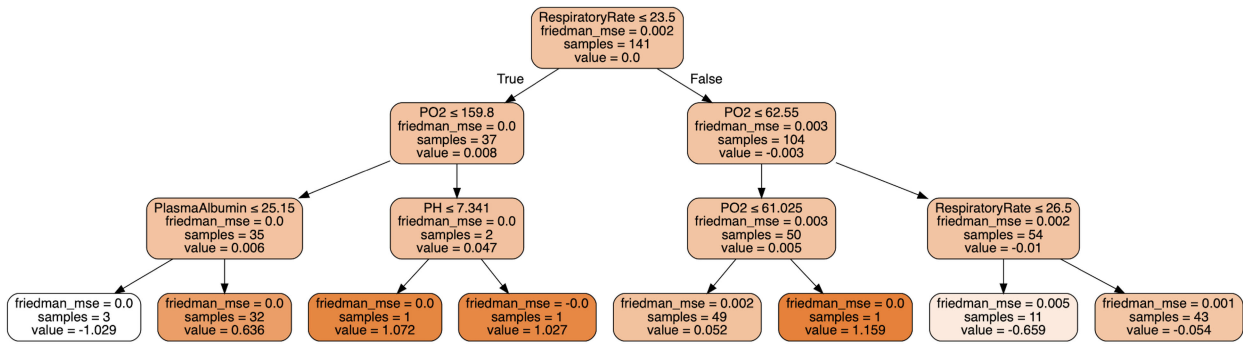 RespiratoryRate ≤ 23.5
friedman_mse = 0.002
samples = 141
value = 0.0
True
False
PO2 ≤ 159.8
friedman_mse = 0.0
samples = 37
value = 0.008
PO2 ≤ 62.55
friedman_mse = 0.003
samples = 104
value = -0.003
PlasmaAlbumin ≤ 25.15
friedman_mse = 0.0
samples = 35
value = 0.006
PH ≤ 7.341
friedman_mse = 0.0
samples = 2
value = 0.047
PO2 ≤ 61.025
friedman_mse = 0.003
samples = 50
value = 0.005
RespiratoryRate ≤ 26.5
friedman_mse = 0.002
samples = 54
value = -0.01
friedman_mse = 0.0
samples = 3
value = -1.029
friedman_mse = 0.0
samples = 32
value = 0.636
friedman_mse = 0.0
samples = 1
value = 1.072
friedman_mse = -0.0
samples = 1
value = 1.027
friedman_mse = 0.002
samples = 49
value = 0.052
friedman_mse = 0.0
samples = 1
value = 1.159
friedman_mse = 0.005
samples = 11
value = -0.659
friedman_mse = 0.001
samples = 43
value = -0.054